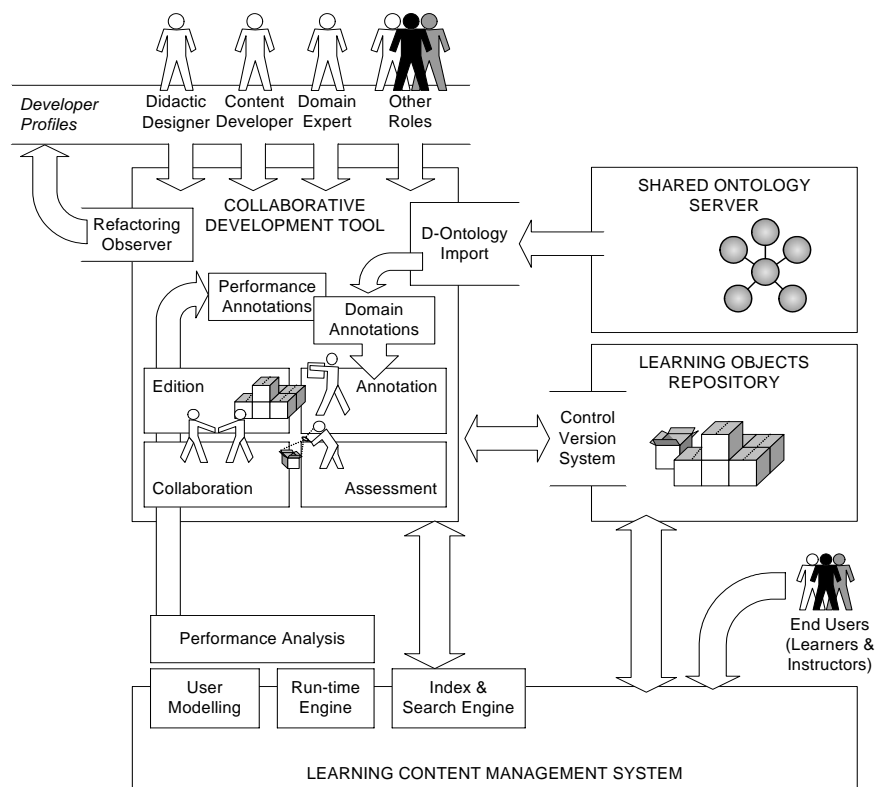 Developer
Profiles
Didactic
Designer
Content
Developer
Domain
Expert
Other
Roles
COLLABORATIVE
DEVELOPMENT TOOL
Refactoring
Observer
D-Ontology
Import
SHARED ONTOLOGY
SERVER
Performance
Annotations
Domain
Annotations
Edition
Annotation
Collaboration
Assessment
LEARNING OBJECTS
REPOSITORY
Control
Version
System
End Users
(Learners &
Instructors)
Performance Analysis
User
Modelling
Run-time
Engine
Index &
Search Engine
LEARNING CONTENT MANAGEMENT SYSTEM